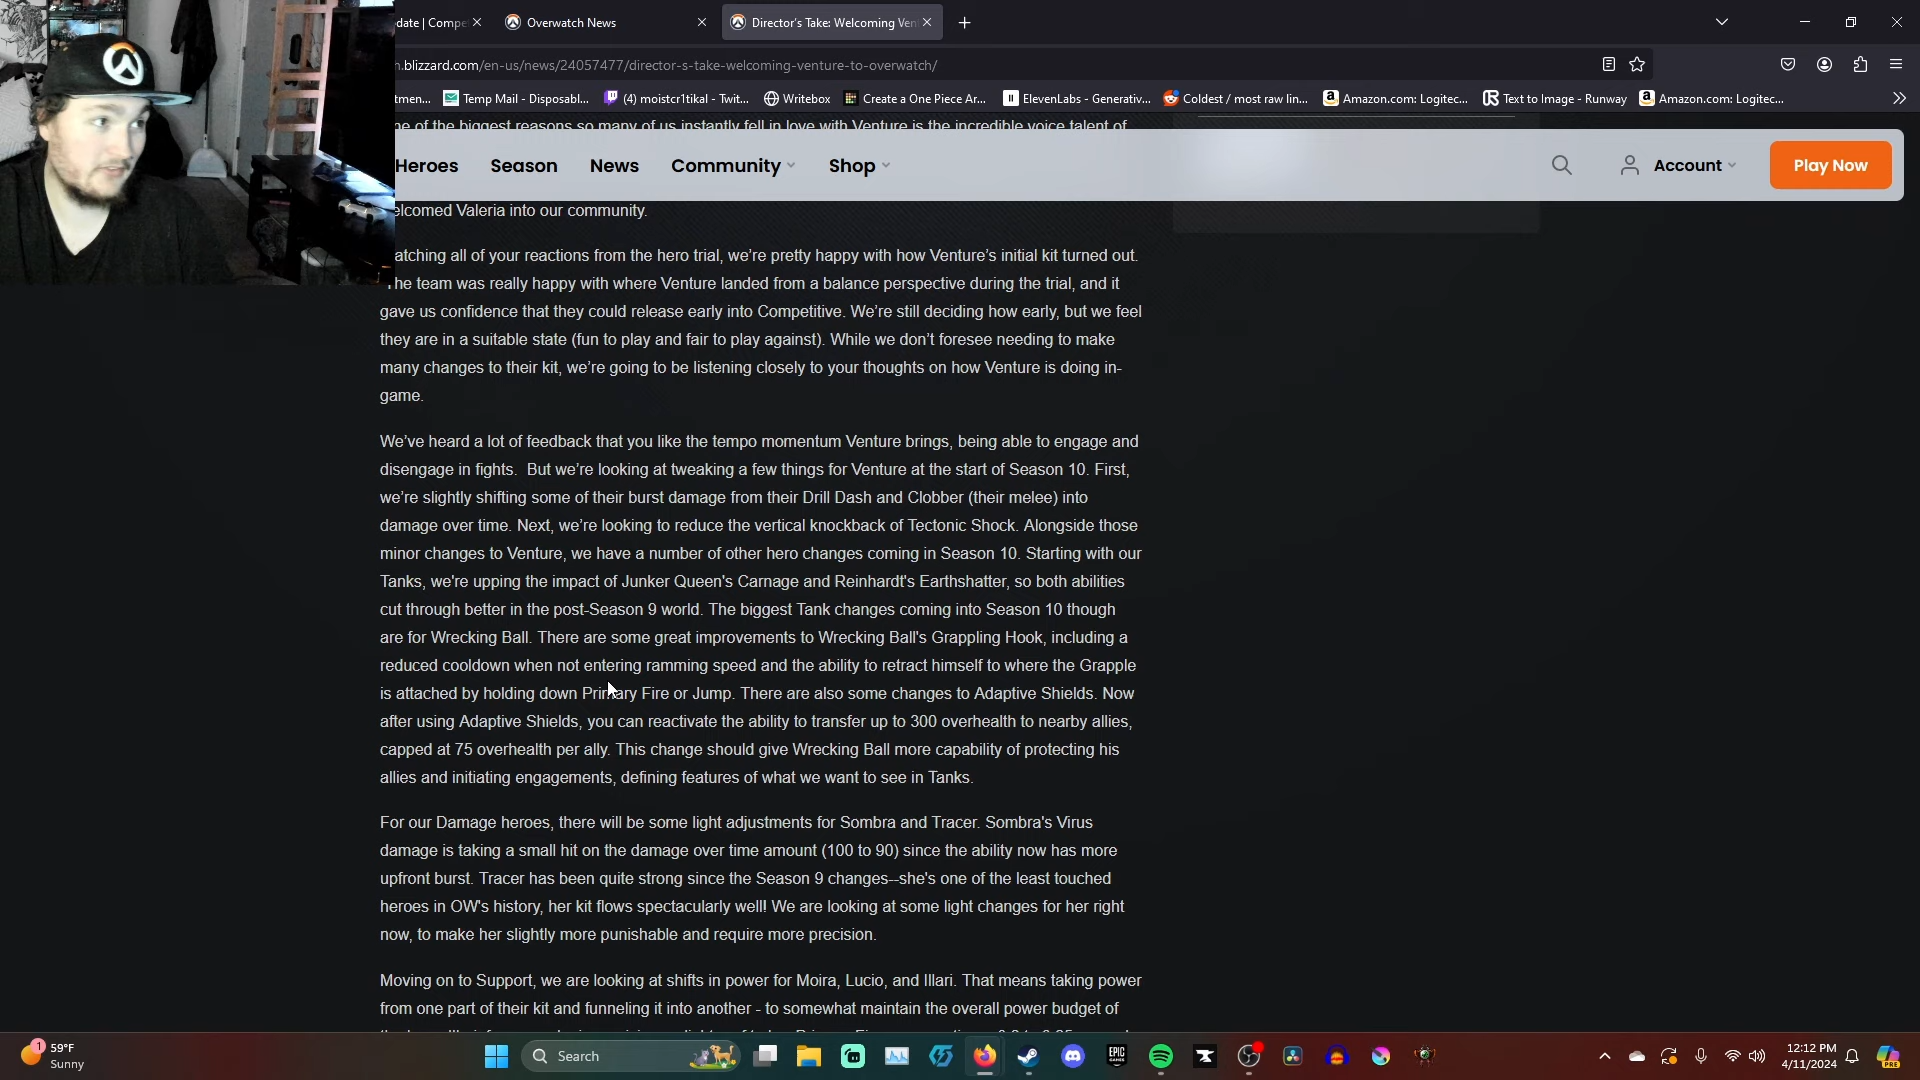 date | Compe
Overwatch News
Director's Take: Welcoming Ven
.blizzard.com/en-us/news/24057477/director-s-take-welcoming-venture-to-overwatch/
tmen...
Temp Mail - Disposabl...
(4) moistcr1tikal - Twit...
Writebox
Create a One Piece Ar...
ElevenLabs - Generativ...
Coldest / most raw lin...
Amazon.com: Logitec...
Text to Image - Runway
Amazon.com: Logitec...
of the biggest reasons so many of us instantly fell in love with Venture is the incredible voice talent of
Heroes
Season
News
Community
Shop
Account
Play Now
elcomed Valeria into our community.
atching all of your reactions from the hero trial, we're pretty happy with how Venture's initial kit turned out.
The team was really happy with where Venture landed from a balance perspective during the trial, and it
gave us confidence that they could release early into Competitive. We're still deciding how early, but we feel
they are in a suitable state (fun to play and fair to play against). While we don't foresee needing to make
many changes to their kit, we're going to be listening closely to your thoughts on how Venture is doing in-
game.
We've heard a lot of feedback that you like the tempo momentum Venture brings, being able to engage and
disengage in fights. But we're looking at tweaking a few things for Venture at the start of Season 10. First,
we're slightly shifting some of their burst damage from their Drill Dash and Clobber (their melee) into
damage over time. Next, we're looking to reduce the vertical knockback of Tectonic Shock. Alongside those
minor changes to Venture, we have a number of other hero changes coming in Season 10. Starting with our
Tanks, we're upping the impact of Junker Queen's Carnage and Reinhardt's Earthshatter, so both abilities
cut through better in the post-Season 9 world. The biggest Tank changes coming into Season 10 though
are for Wrecking Ball. There are some great improvements to Wrecking Ball's Grappling Hook, including a
reduced cooldown when not entering ramming speed and the ability to retract himself to where the Grapple
is attached by holding down Primary Fire or Jump. There are also some changes to Adaptive Shields. Now
after using Adaptive Shields, you can reactivate the ability to transfer up to 300 overhealth to nearby allies,
capped at 75 overhealth per ally. This change should give Wrecking Ball more capability of protecting his
allies and initiating engagements, defining features of what we want to see in Tanks.
For our Damage heroes, there will be some light adjustments for Sombra and Tracer. Sombra's Virus
damage is taking a small hit on the damage over time amount (100 to 90) since the ability now has more
upfront burst. Tracer has been quite strong since the Season 9 changes--she's one of the least touched
heroes in OW's history, her kit flows spectacularly well! We are looking at some light changes for her right
now, to make her slightly more punishable and require more precision.
Moving on to Support, we are looking at shifts in power for Moira, Lucio, and Illari. That means taking power
from one part of their kit and funneling it into another - to somewhat maintain the overall power budget of
1
59°F
Sunny
Search
EPIC
GAMES
12:12 PM
4/11/2024
PRE